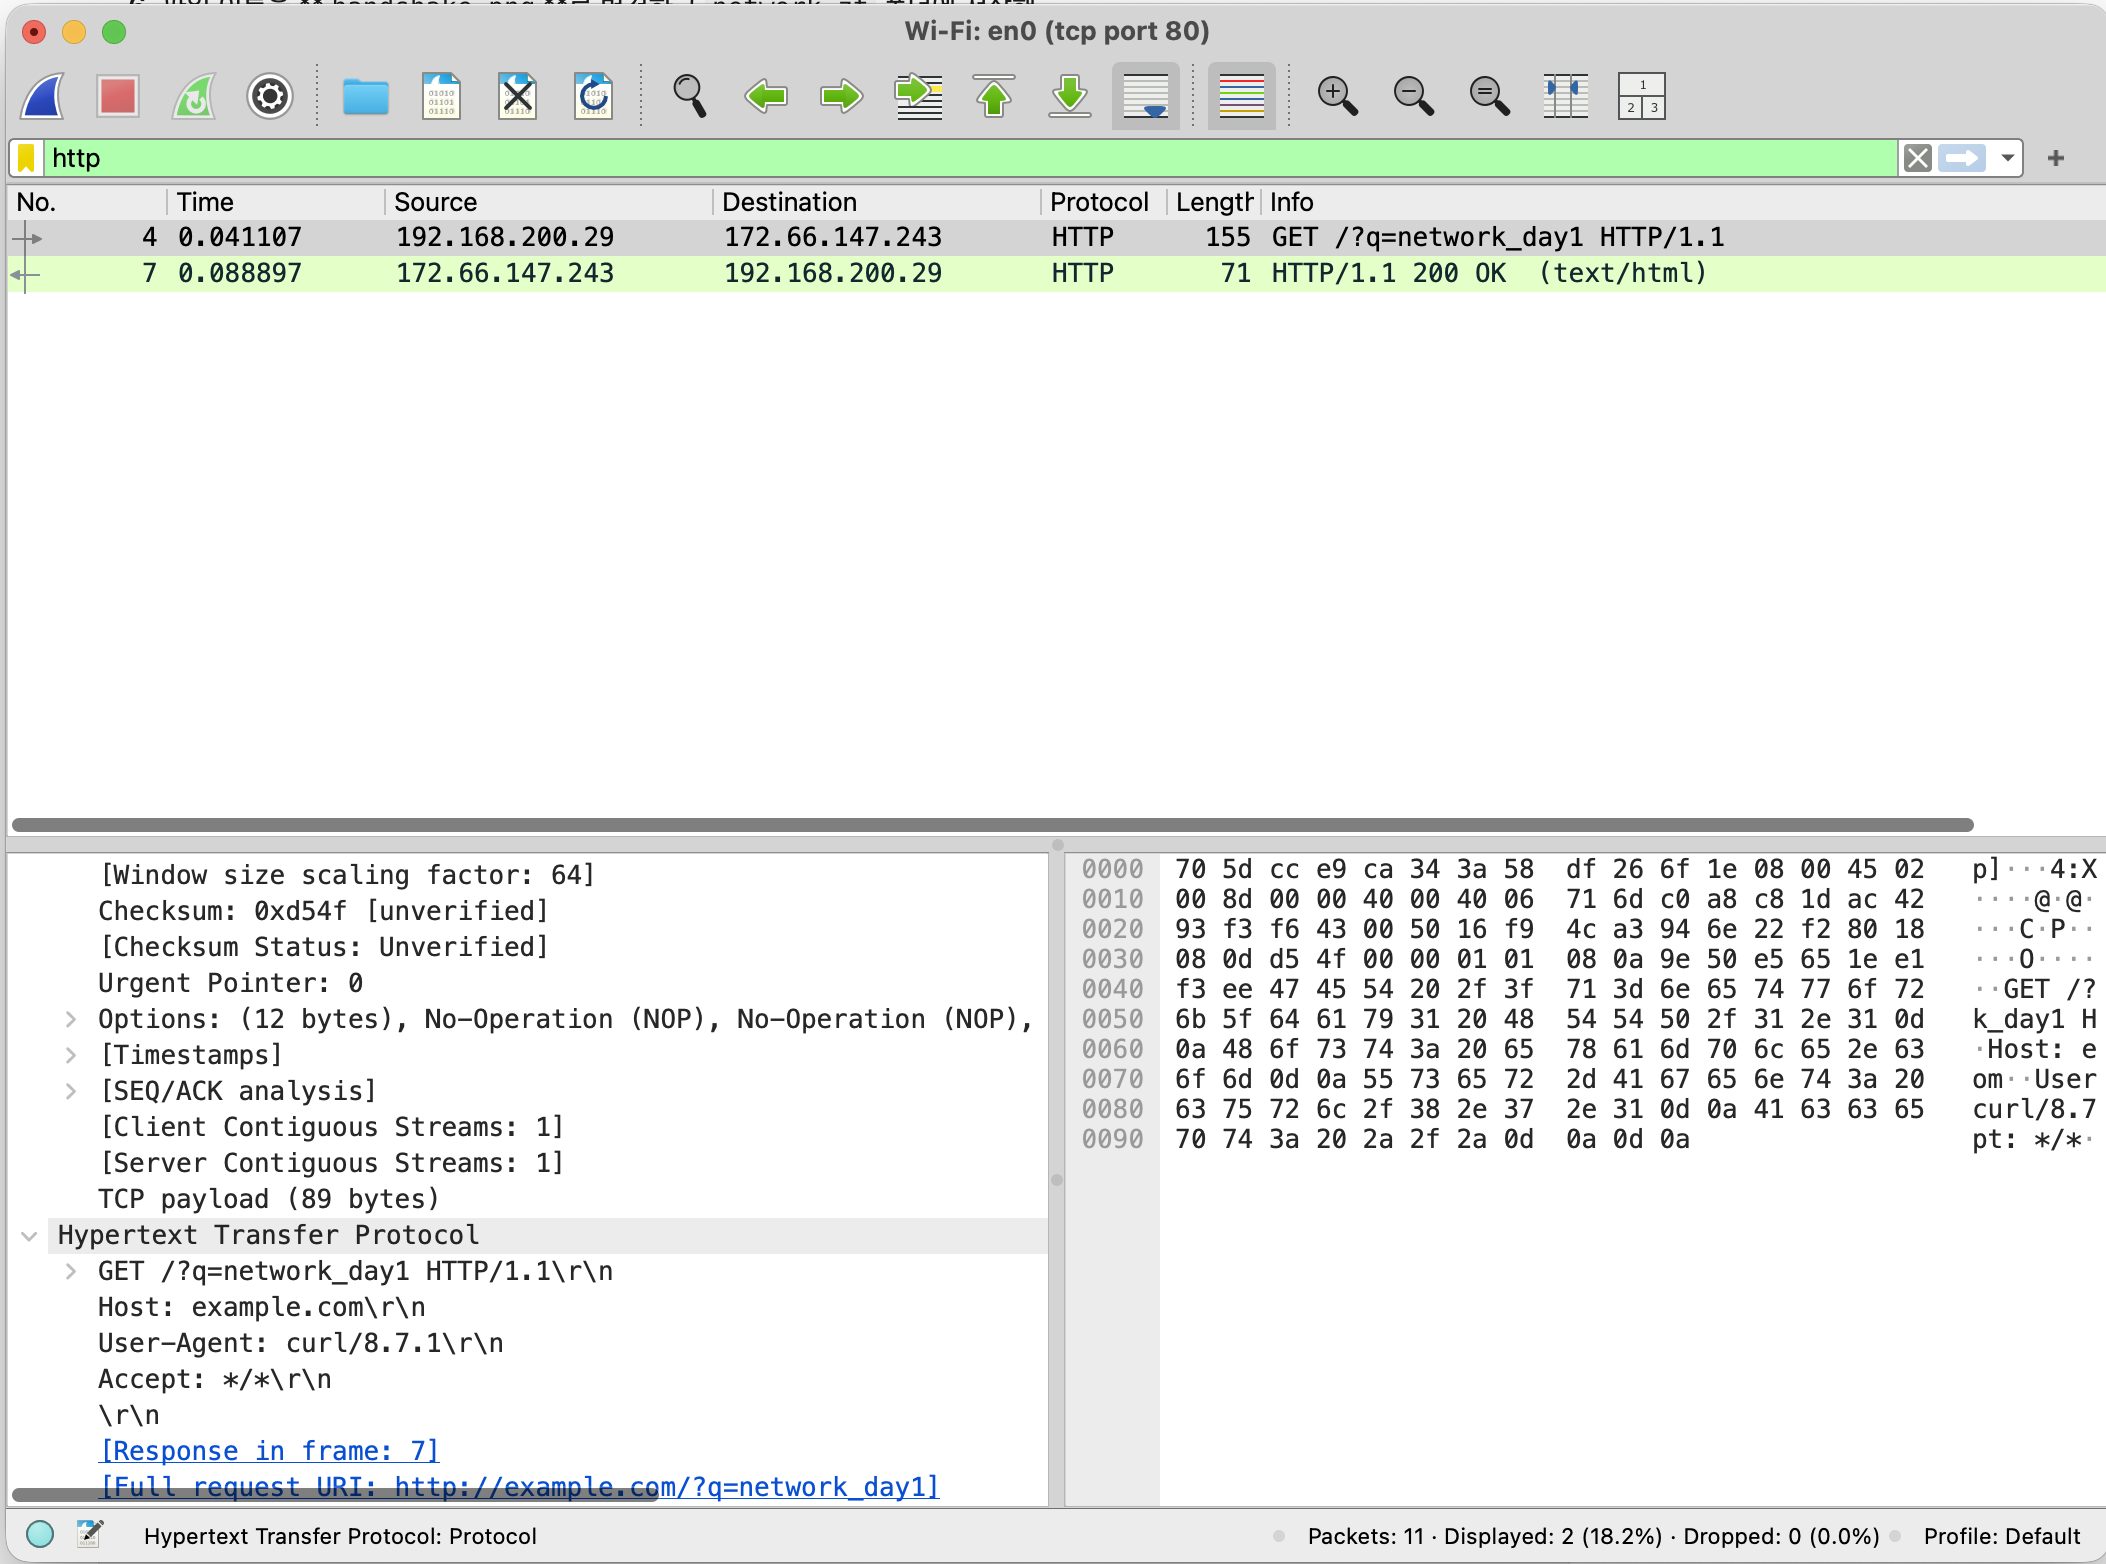 Wi-Fi: en0 (tcp port 80)
http
No. Time Source Destination Protocol Length Info
4 0.041107 192.168.200.29 172.66.147.243 HTTP 155 GET /?q=network_day1 HTTP/1.1
7 0.088897 172.66.147.243 192.168.200.29 HTTP 71 HTTP/1.1 200 OK  (text/html)
[Window size scaling factor: 64]
Checksum: 0xd54f [unverified]
[Checksum Status: Unverified]
Urgent Pointer: 0
Options: (12 bytes), No-Operation (NOP), No-Operation (NOP),
[Timestamps]
[SEQ/ACK analysis]
[Client Contiguous Streams: 1]
[Server Contiguous Streams: 1]
TCP payload (89 bytes)
Hypertext Transfer Protocol
GET /?q=network_day1 HTTP/1.1\r\n
Host: example.com\r\n
User-Agent: curl/8.7.1\r\n
Accept: */*\r\n
\r\n
[Response in frame: 7]
[Full request URI: http://example.com/?q=network_day1]
0000 70 5d cc e9 ca 34 3a 58 df 26 6f 1e 08 00 45 02 p]···4:X
0010 00 8d 00 00 40 00 40 06 71 6d c0 a8 c8 1d ac 42 ····@·@·
0020 93 f3 f6 43 00 50 16 f9 4c a3 94 6e 22 f2 80 18 ···C·P··
0030 08 0d d5 4f 00 00 01 01 08 0a 9e 50 e5 65 1e e1 ···O····
0040 f3 ee 47 45 54 20 2f 3f 71 3d 6e 65 74 77 6f 72 ··GET /?
0050 6b 5f 64 61 79 31 20 48 54 54 50 2f 31 2e 31 0d k_day1 H
0060 0a 48 6f 73 74 3a 20 65 78 61 6d 70 6c 65 2e 63 ·Host: e
0070 6f 6d 0d 0a 55 73 65 72 2d 41 67 65 6e 74 3a 20 om··User
0080 63 75 72 6c 2f 38 2e 37 2e 31 0d 0a 41 63 63 65 curl/8.7
0090 70 74 3a 20 2a 2f 2a 0d 0a 0d 0a pt: */*·
Hypertext Transfer Protocol: Protocol
Packets: 11 · Displayed: 2 (18.2%) · Dropped: 0 (0.0%)
Profile: Default